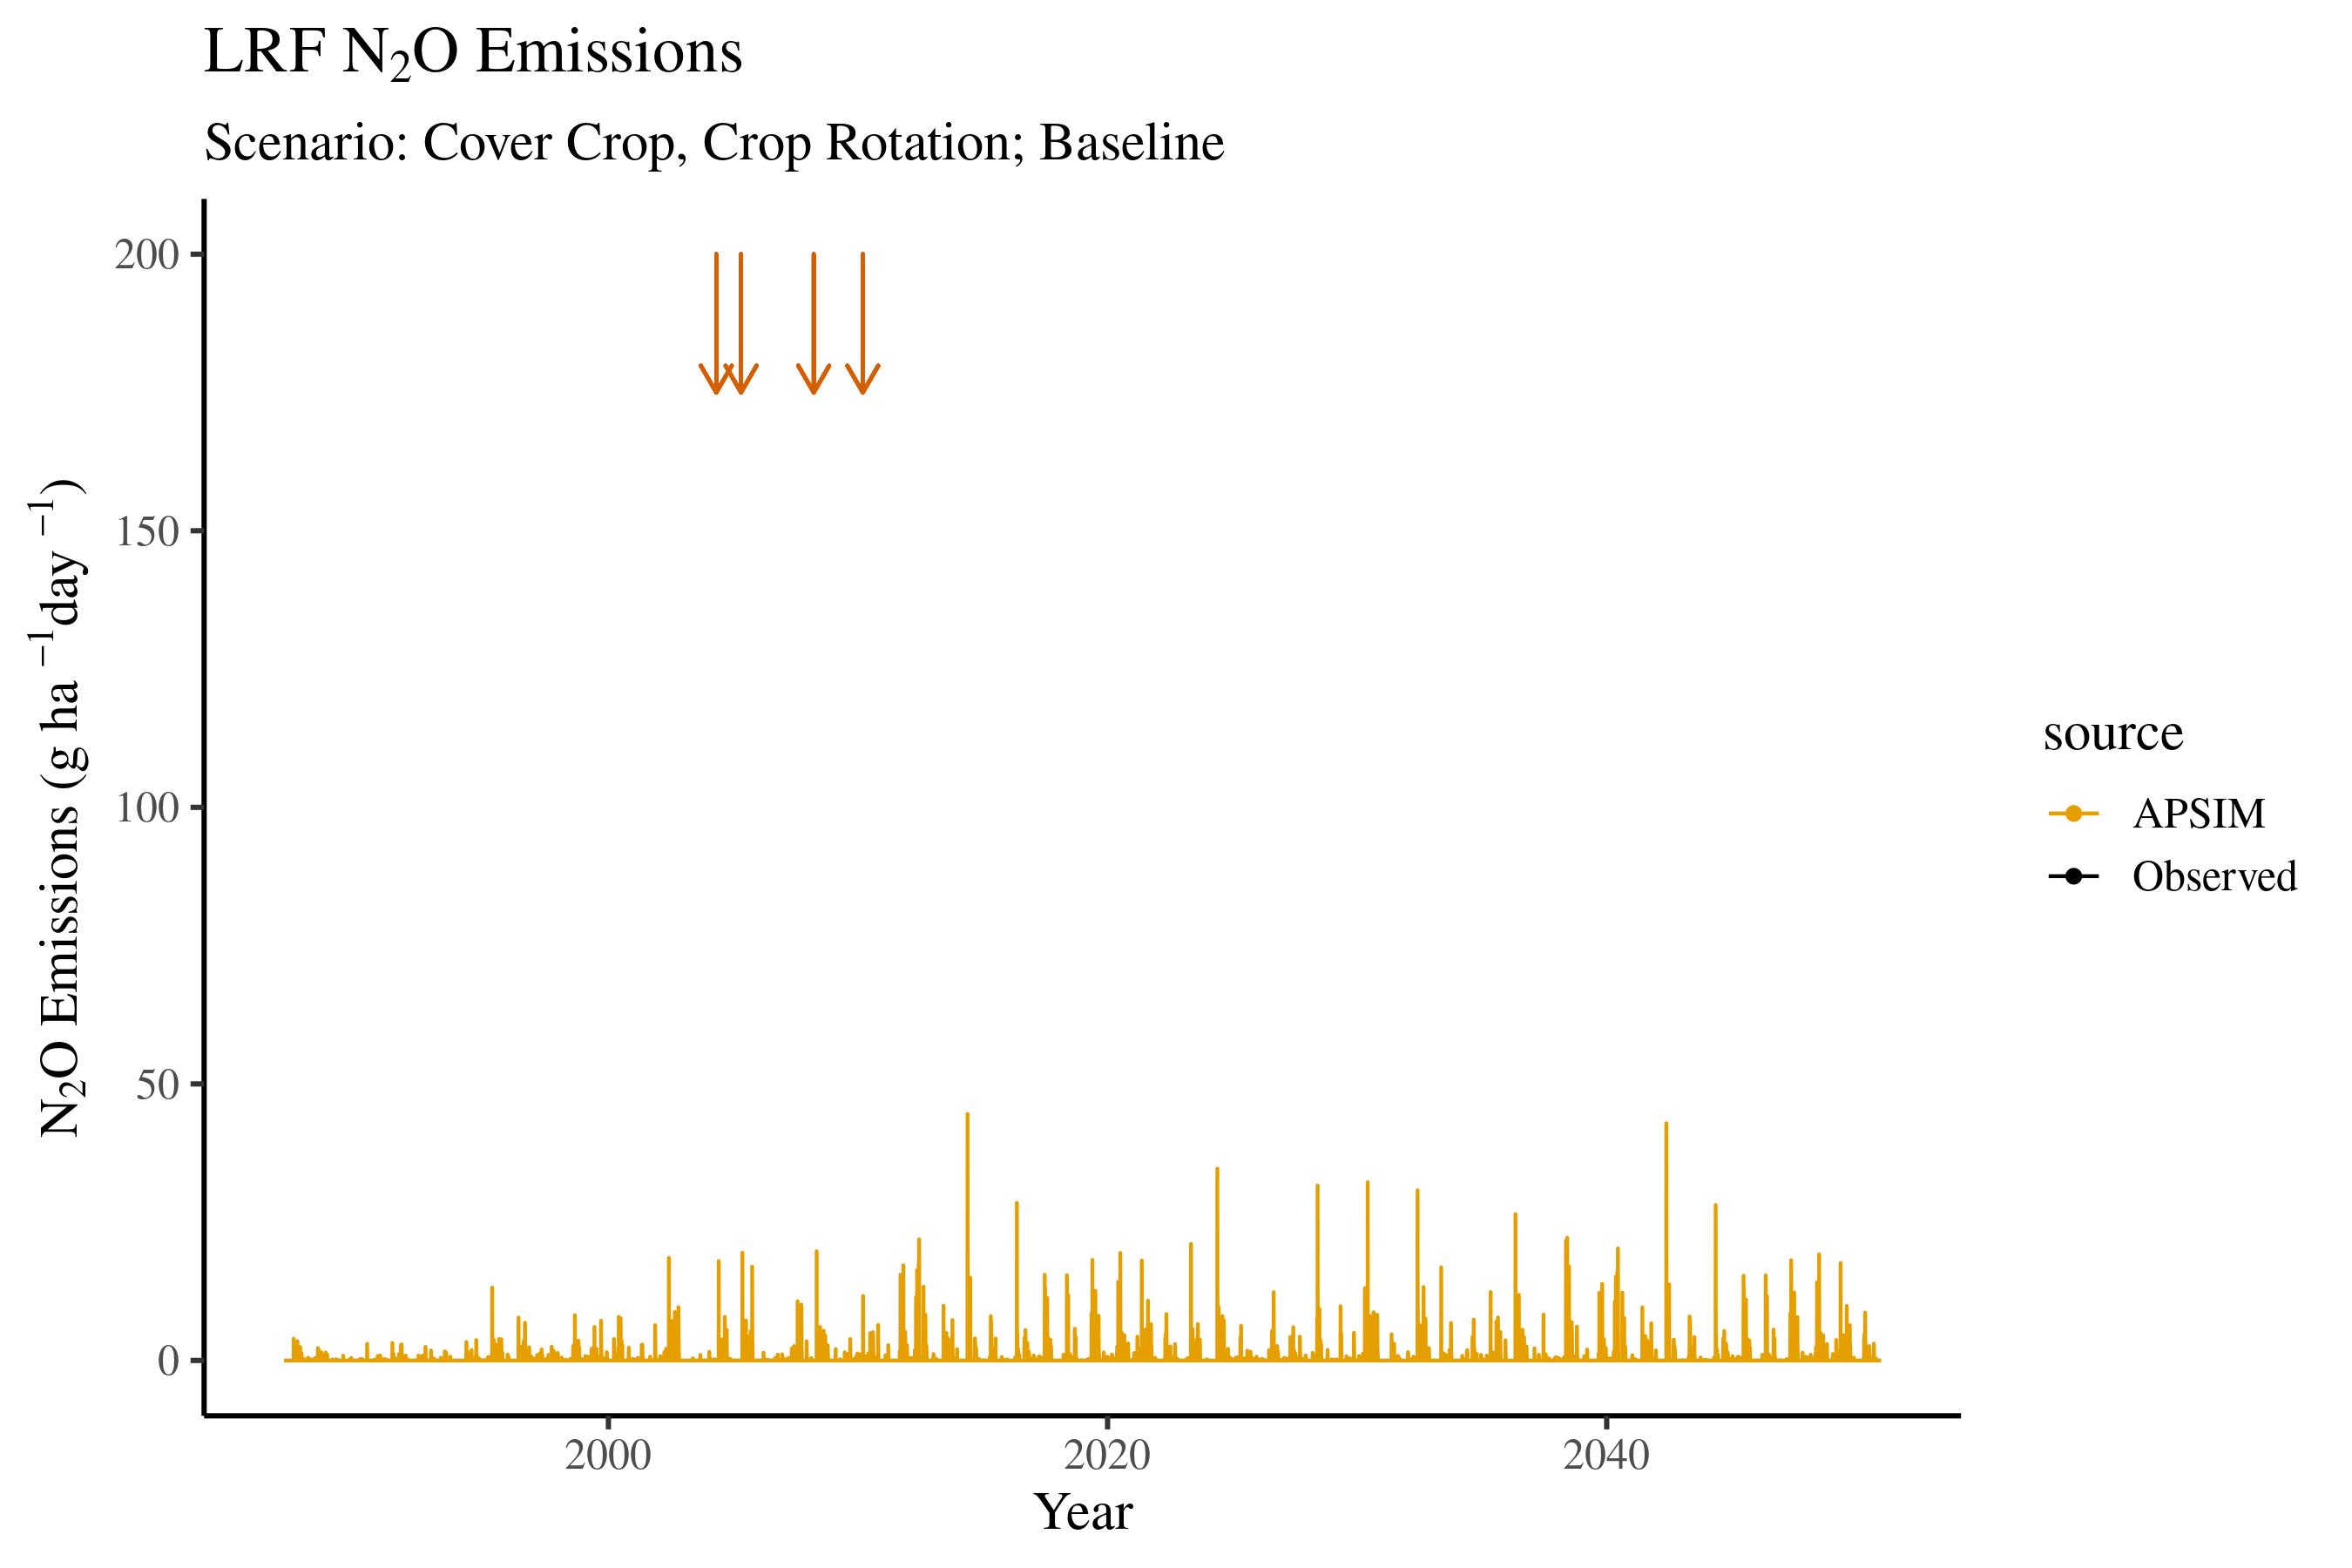 LRF N₂O Emissions
Scenario: Cover Crop, Crop Rotation; Baseline
200
150
100
50
0
N₂O Emissions (g ha ⁻¹day ⁻¹)
2000
2020
2040
Year
source
APSIM
Observed